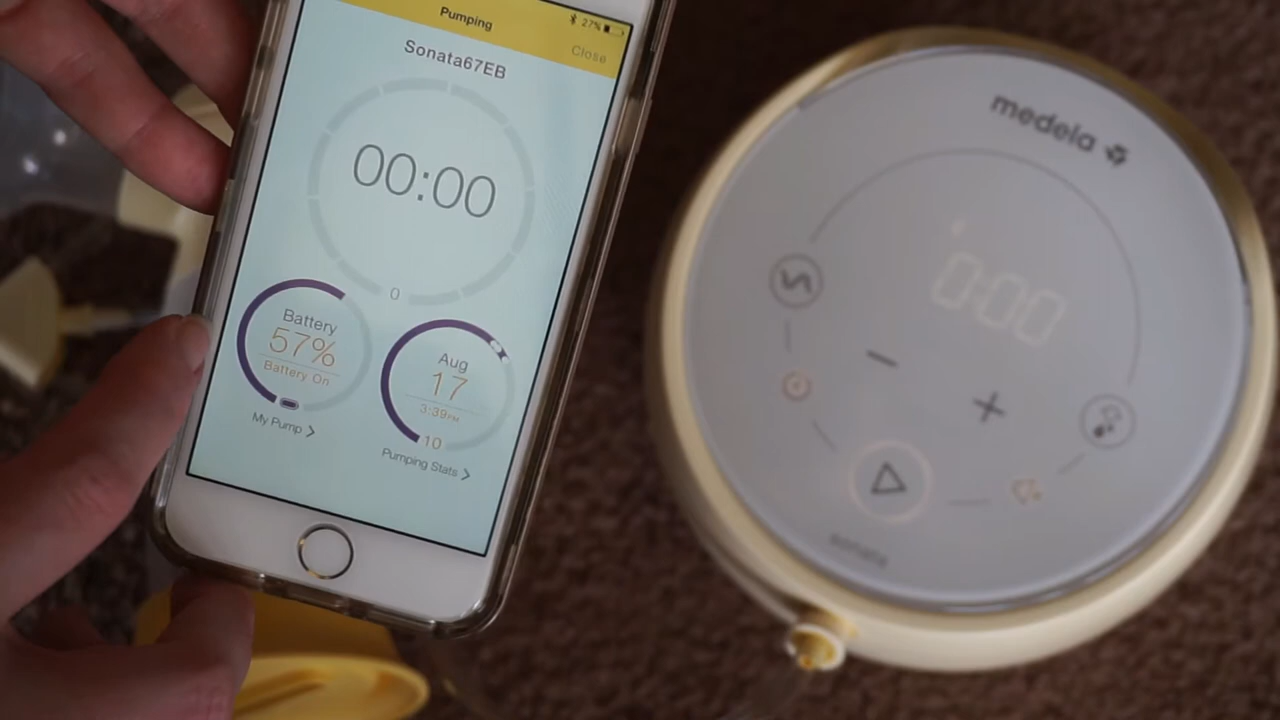 Pumping
27%
Close
Sonata67EB
00:00
0
Battery
57%
Battery On
My Pump >
Aug
17
3:39PM
10
Pumping Stats >
medela
0:00
sonata